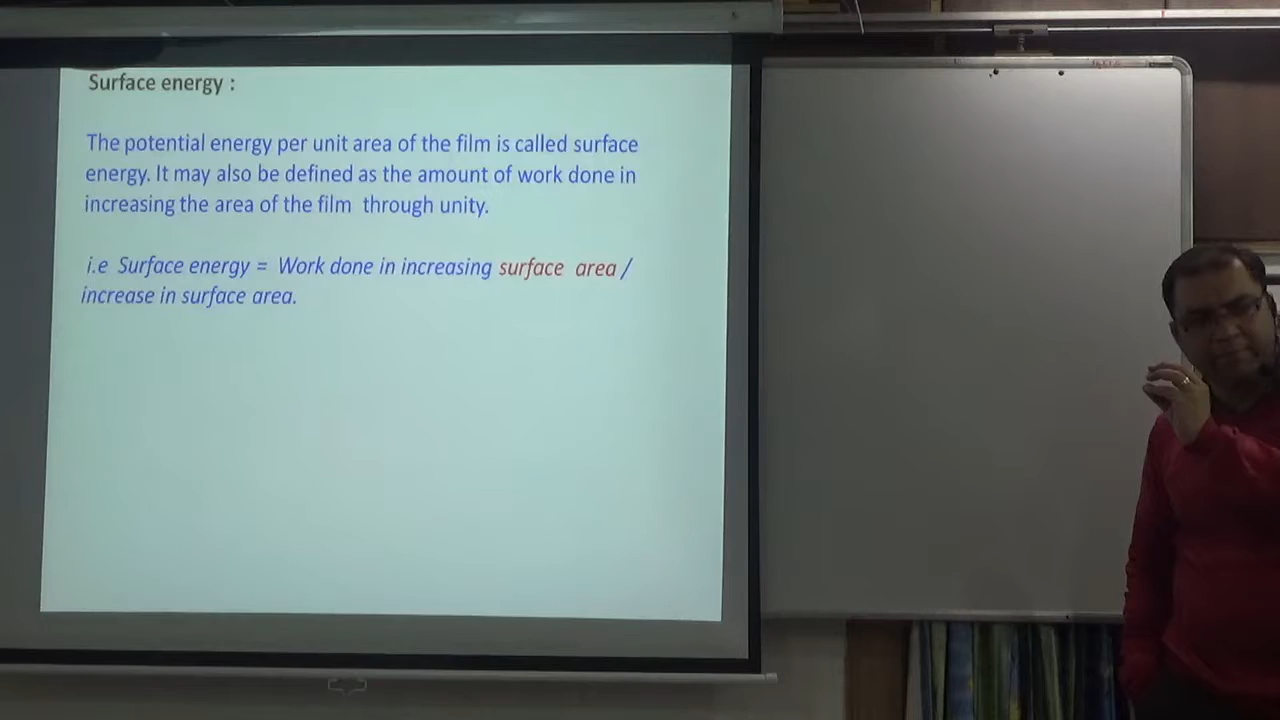 Surface energy :
The potential energy per unit area of the film is called surface
energy. It may also be defined as the amount of work done in
increasing the area of the film through unity.
i.e Surface energy = Work done in increasing surface area /
increase in surface area.